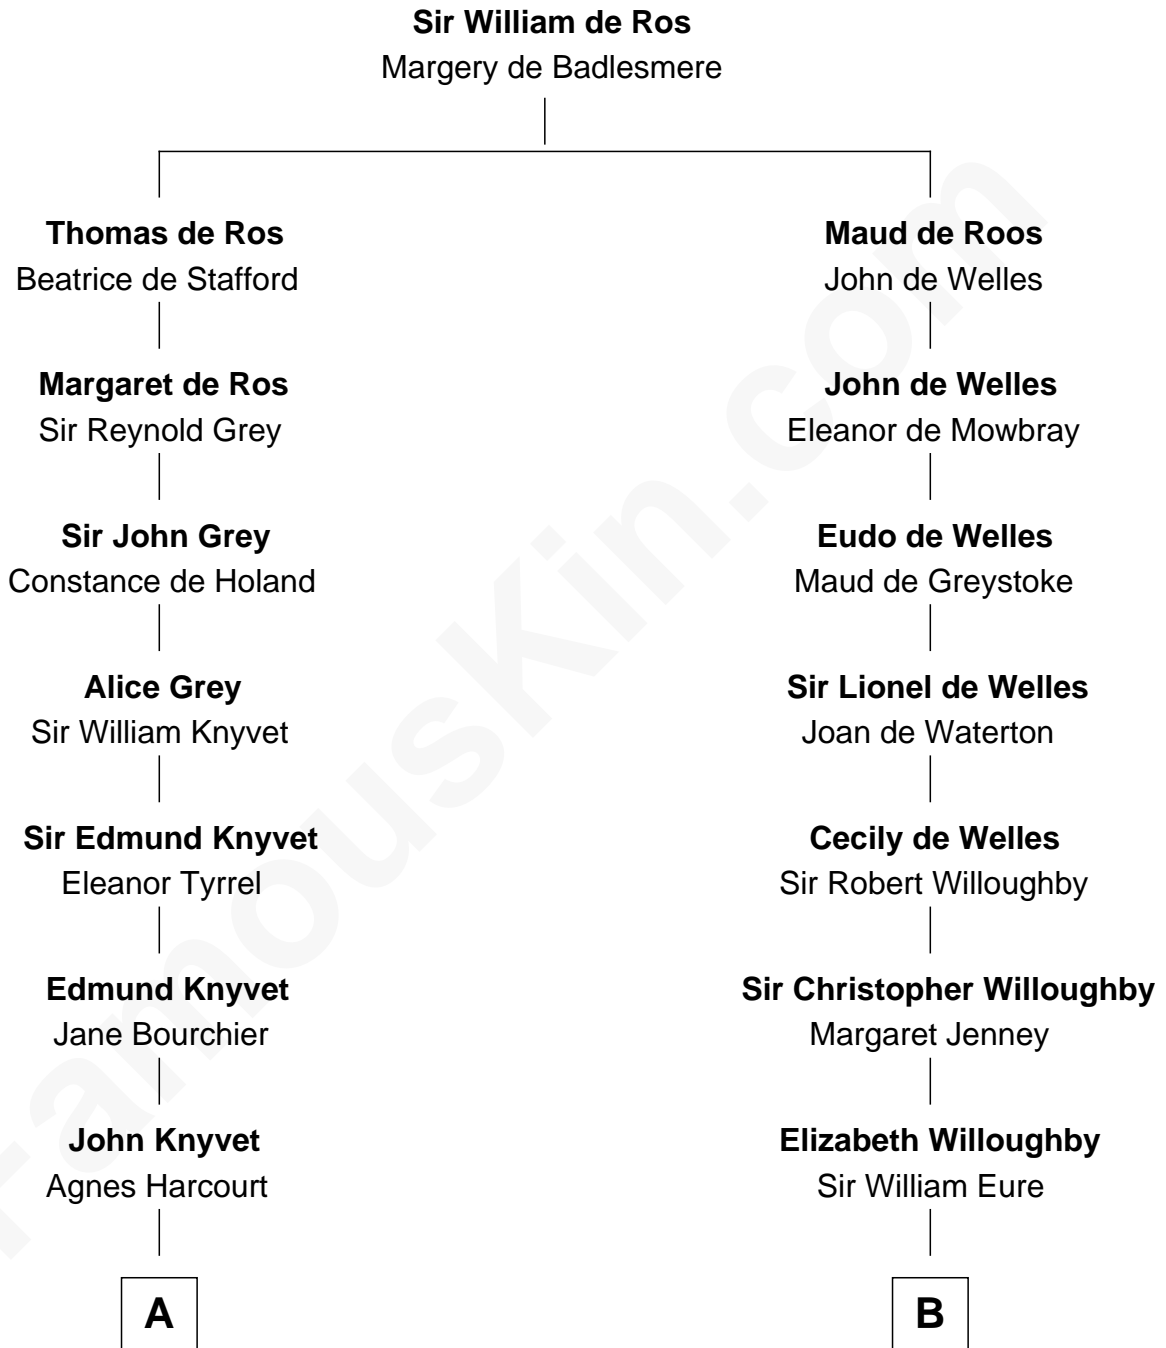 Sir William de Ros
Margery de Badlesmere
Thomas de Ros
Beatrice de Stafford
Margaret de Ros
Sir Reynold Grey
Sir John Grey
Constance de Holand
Alice Grey
Sir William Knyvet
Sir Edmund Knyvet
Eleanor Tyrrel
Edmund Knyvet
Jane Bourchier
John Knyvet
Agnes Harcourt
A
Maud de Roos
John de Welles
John de Welles
Eleanor de Mowbray
Eudo de Welles
Maud de Greystoke
Sir Lionel de Welles
Joan de Waterton
Cecily de Welles
Sir Robert Willoughby
Sir Christopher Willoughby
Margaret Jenney
Elizabeth Willoughby
Sir William Eure
B
FamousKin.com